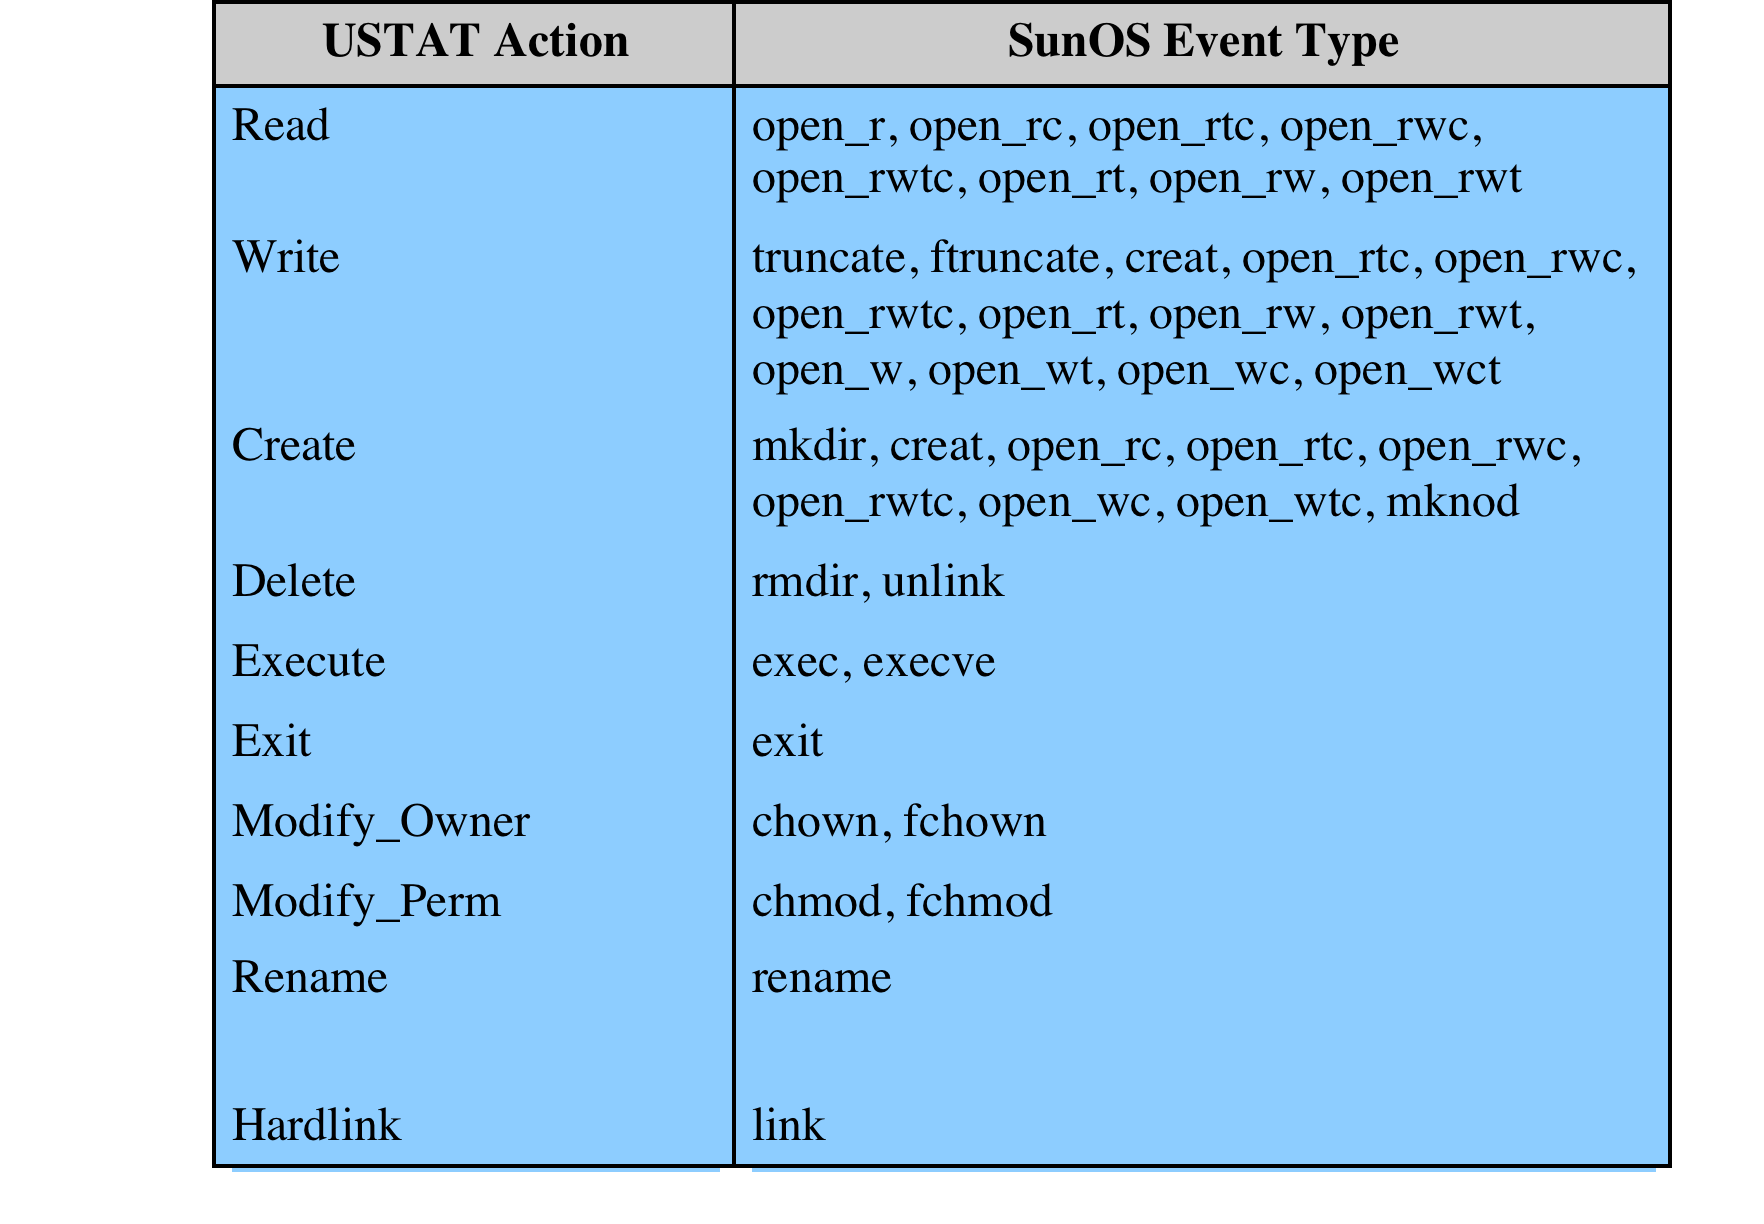 USTAT Action SunOS Event Type
Read open_r, open_rc, open_rtc, open_rwc,
open_rwtc, open_rt, open_rw, open_rwt
Write truncate, ftruncate, creat, open_rtc, open_rwc,
open_rwtc, open_rt, open_rw, open_rwt,
open_w, open_wt, open_wc, open_wct
Create mkdir, creat, open_rc, open_rtc, open_rwc,
open_rwtc, open_wc, open_wtc, mknod
Delete rmdir, unlink
Execute exec, execve
Exit exit
Modify_Owner chown, fchown
Modify_Perm chmod, fchmod
Rename rename
Hardlink link